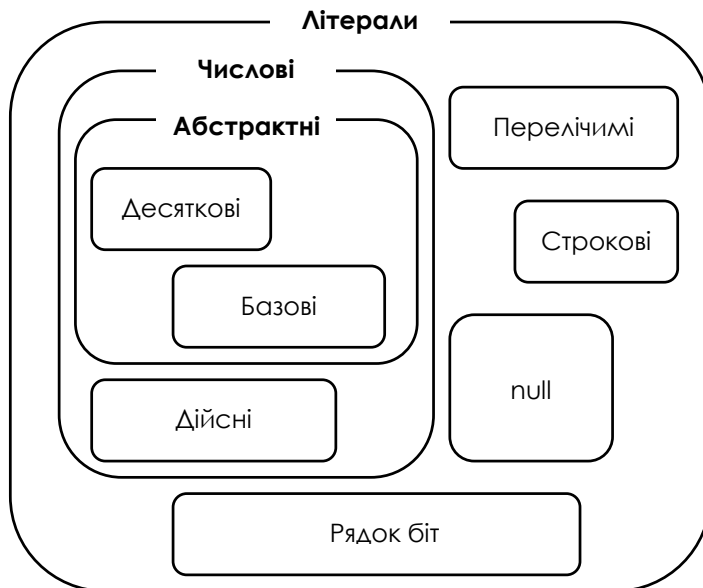 Літерали
Числові
Абстрактні
Перелічимі
Десяткові
Строкові
Базові
null
Дійсні
Рядок біт